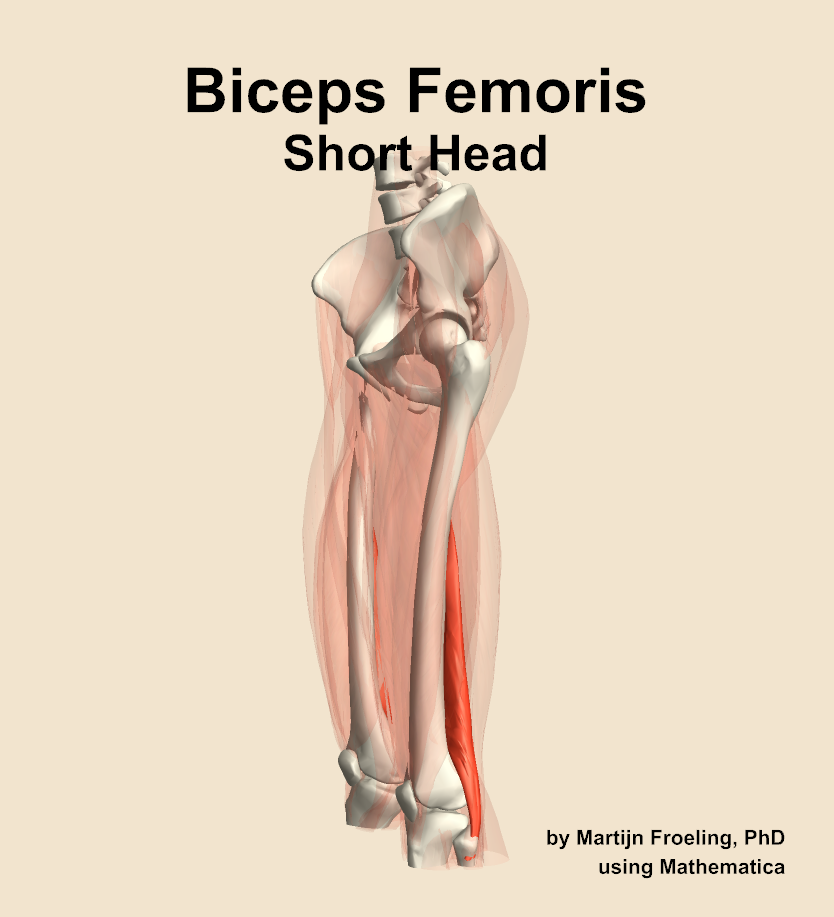 Biceps Femoris
Short Head
by Martijn Froeling, PhD
using Mathematica